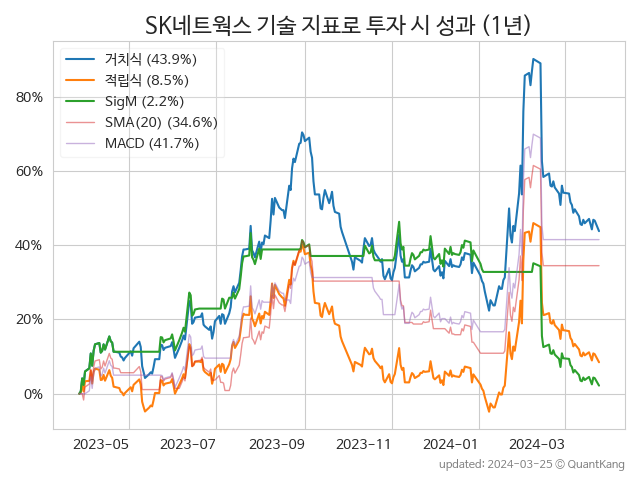 SK네트웍스 기술 지표로 투자 시 성과 (1년)
거치식 (43.9%)
적립식 (8.5%)
SigM (2.2%)
SMA(20) (34.6%)
MACD (41.7%)
80%
60%
40%
20%
0%
2023-05 2023-07 2023-09 2023-11 2024-01 2024-03
updated: 2024-03-25 © QuantKang